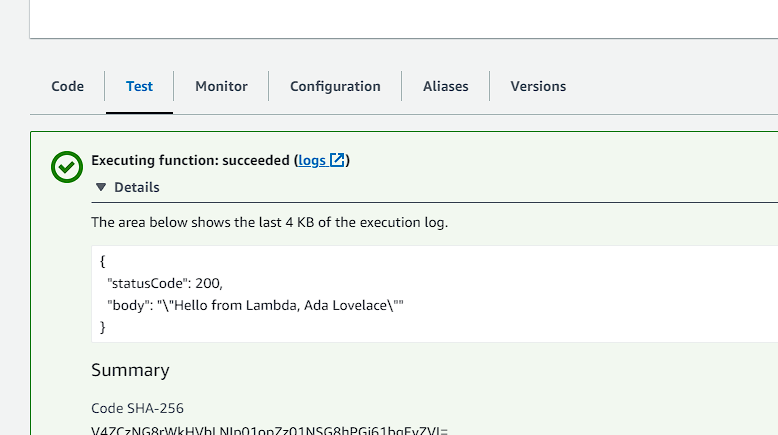 Code Test Monitor Configuration Aliases Versions
Executing function: succeeded (logs)
Details
The area below shows the last 4 KB of the execution log.
{
"statusCode": 200,
"body": "\"Hello from Lambda, Ada Lovelace\""
}
Summary
Code SHA-256